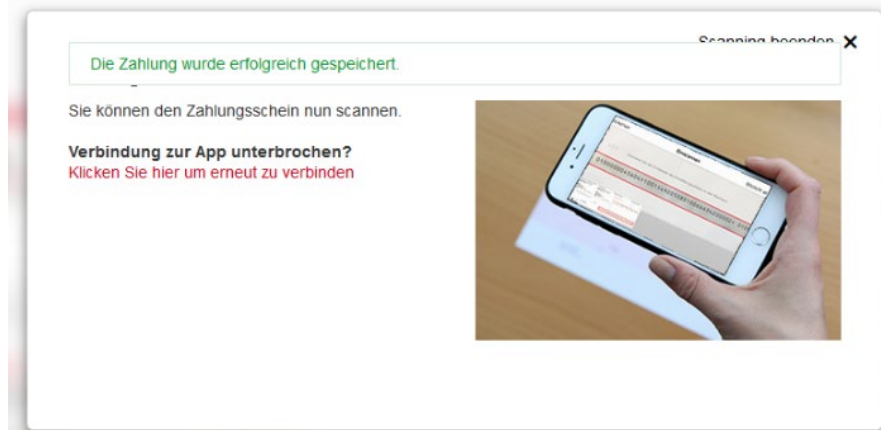 Scanning beenden ×
Die Zahlung wurde erfolgreich gespeichert.
Sie können den Zahlungsschein nun scannen.
Verbindung zur App unterbrochen?
Klicken Sie hier um erneut zu verbinden